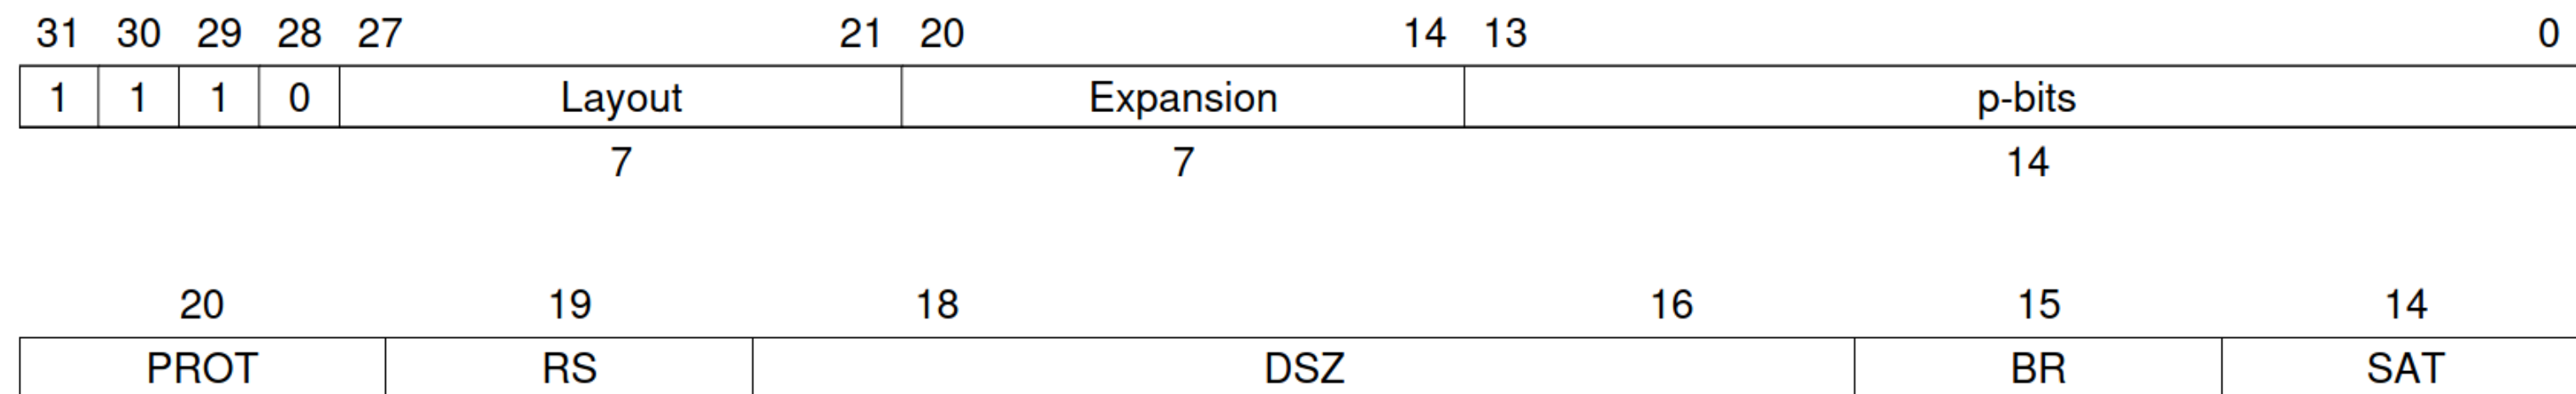 31 30 29 28 27 21 20 14 13 0
1 1 1 0 Layout Expansion p-bits
7 7 14
20 19 18 16 15 14
PROT RS DSZ BR SAT